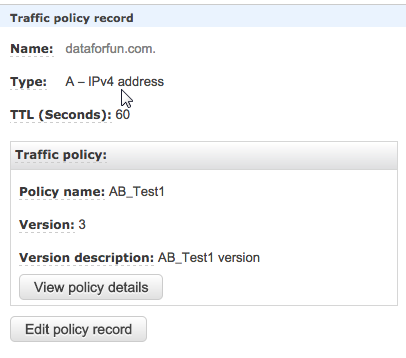 Traffic policy record
Name: dataforfun.com.
Type: A – IPv4 address
TTL (Seconds): 60
Traffic policy:
Policy name: AB_Test1
Version: 3
Version description: AB_Test1 version
View policy details
Edit policy record